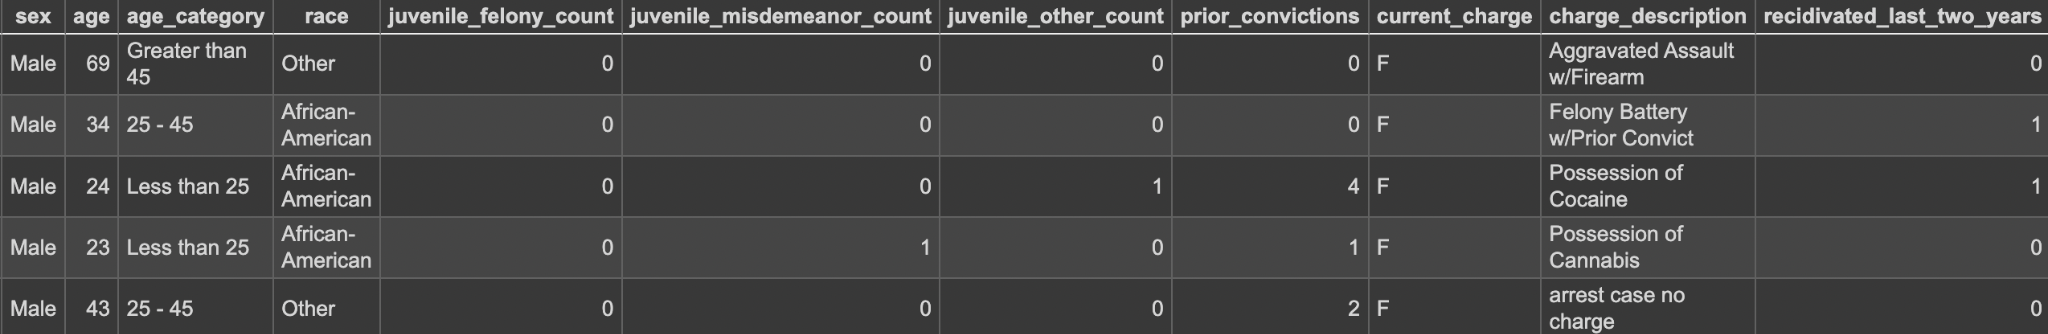 sex age age_category race juvenile_felony_count juvenile_misdemeanor_count juvenile_other_count prior_convictions current_charge charge_description recidivated_last_two_years
Male 69 Greater than 45 Other 0 0 0 0 F Aggravated Assault w/Firearm 0
Male 34 25 - 45 African-American 0 0 0 0 F Felony Battery w/Prior Convict 1
Male 24 Less than 25 African-American 0 0 1 4 F Possession of Cocaine 1
Male 23 Less than 25 African-American 0 1 0 1 F Possession of Cannabis 0
Male 43 25 - 45 Other 0 0 0 2 F arrest case no charge 0